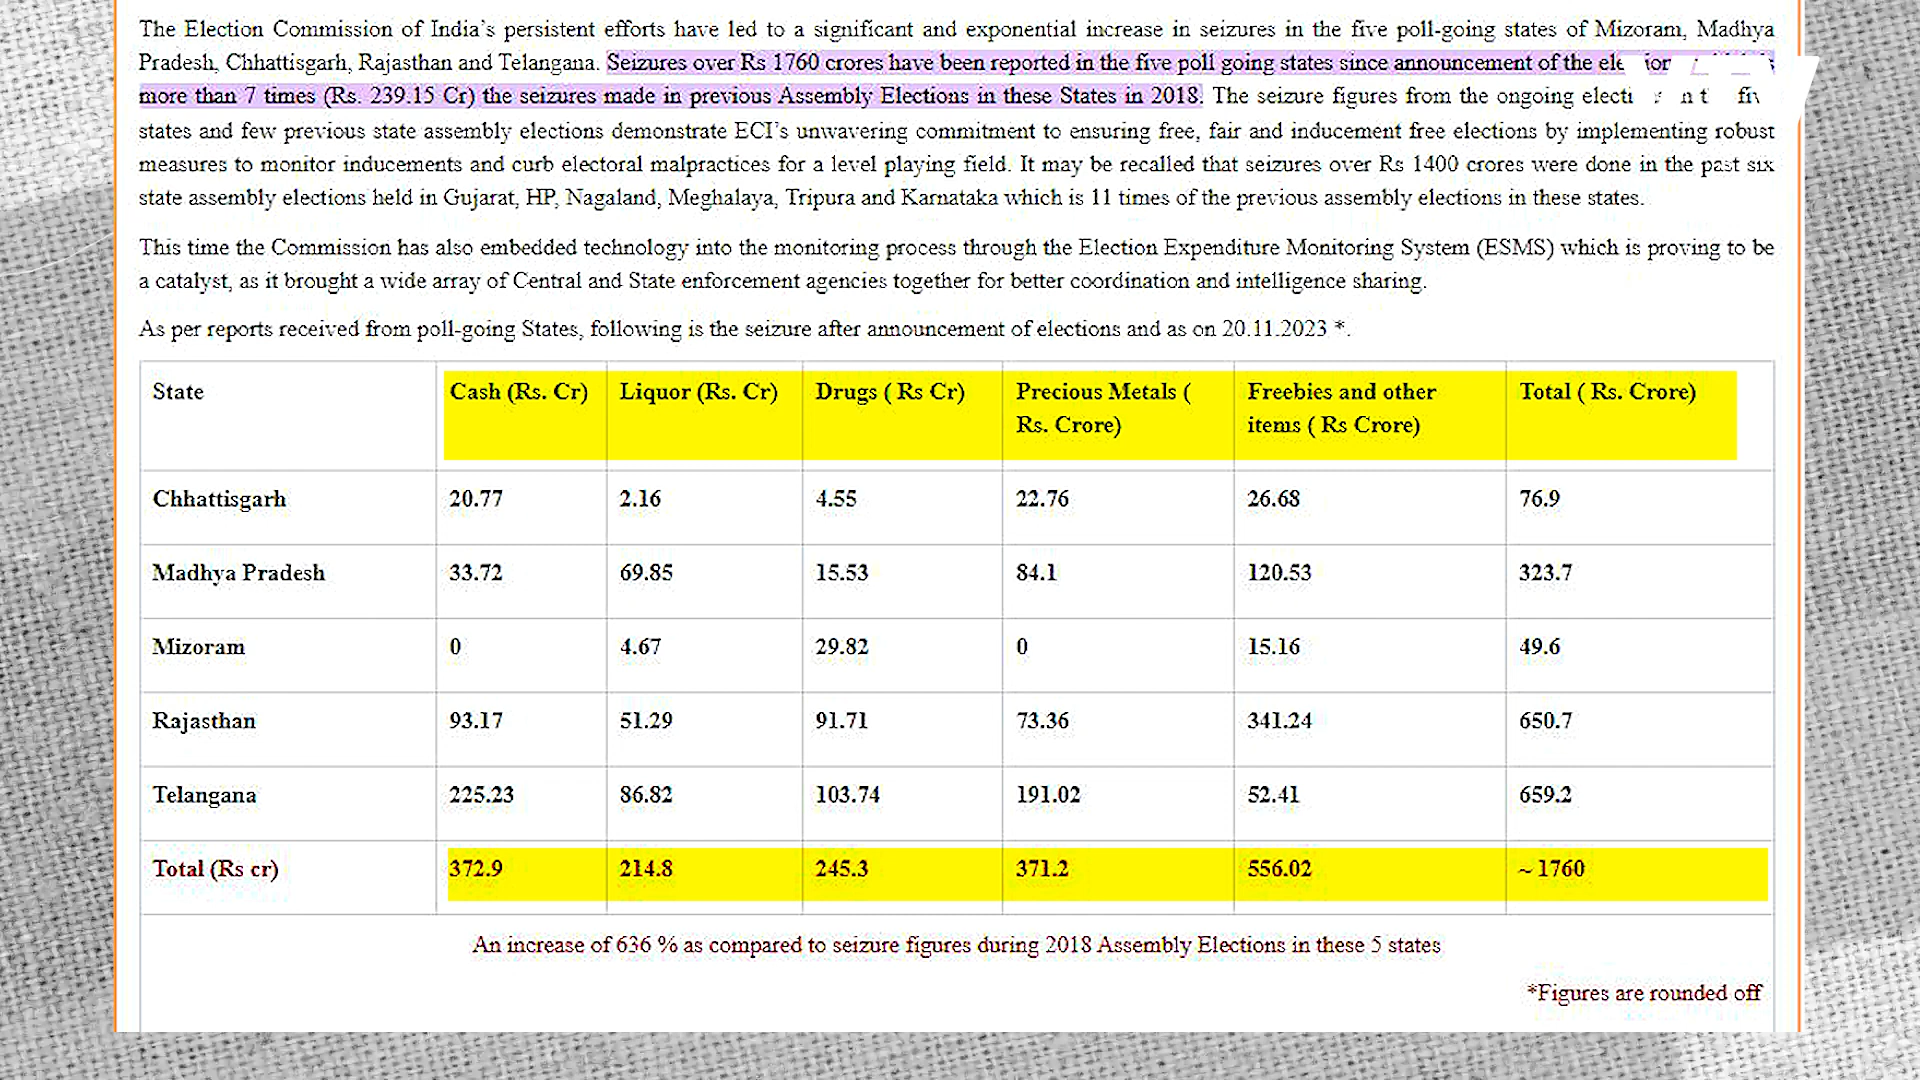 The Election Commission of India's persistent efforts have led to a significant and exponential increase in seizures in the five poll-going states of Mizoram, Madhya
Pradesh, Chhattisgarh, Rajasthan and Telangana. Seizures over Rs 1760 crores have been reported in the five poll going states since announcement of the
more than 7 times (Rs. 239.15 Cr) the seizures made in previous Assembly Elections in these States in 2018. The seizure figures from the ongoing
states and few previous state assembly elections demonstrate ECI's unwavering commitment to ensuring free, fair and inducement free elections by implementing robust
measures to monitor inducements and curb electoral malpractices for a level playing field. It may be recalled that seizures over Rs 1400 crores were done in the past six
state assembly elections held in Gujarat, HP, Nagaland, Meghalaya, Tripura and Karnataka which is 11 times of the previous assembly elections in these states.
This time the Commission has also embedded technology into the monitoring process through the Election Expenditure Monitoring System (ESMS) which is proving to be
a catalyst, as it brought a wide array of Central and State enforcement agencies together for better coordination and intelligence sharing.
As per reports received from poll-going States, following is the seizure after announcement of elections and as on 20.11.2023 *.
State Cash (Rs. Cr) Liquor (Rs. Cr) Drugs ( Rs Cr) Precious Metals ( Rs. Crore) Freebies and other items ( Rs Crore) Total ( Rs. Crore)
Chhattisgarh 20.77 2.16 4.55 22.76 26.68 76.9
Madhya Pradesh 33.72 69.85 15.53 84.1 120.53 323.7
Mizoram 0 4.67 29.82 0 15.16 49.6
Rajasthan 93.17 51.29 91.71 73.36 341.24 650.7
Telangana 225.23 86.82 103.74 191.02 52.41 659.2
Total (Rs cr) 372.9 214.8 245.3 371.2 556.02 ~ 1760
An increase of 636 % as compared to seizure figures during 2018 Assembly Elections in these 5 states
*Figures are rounded off